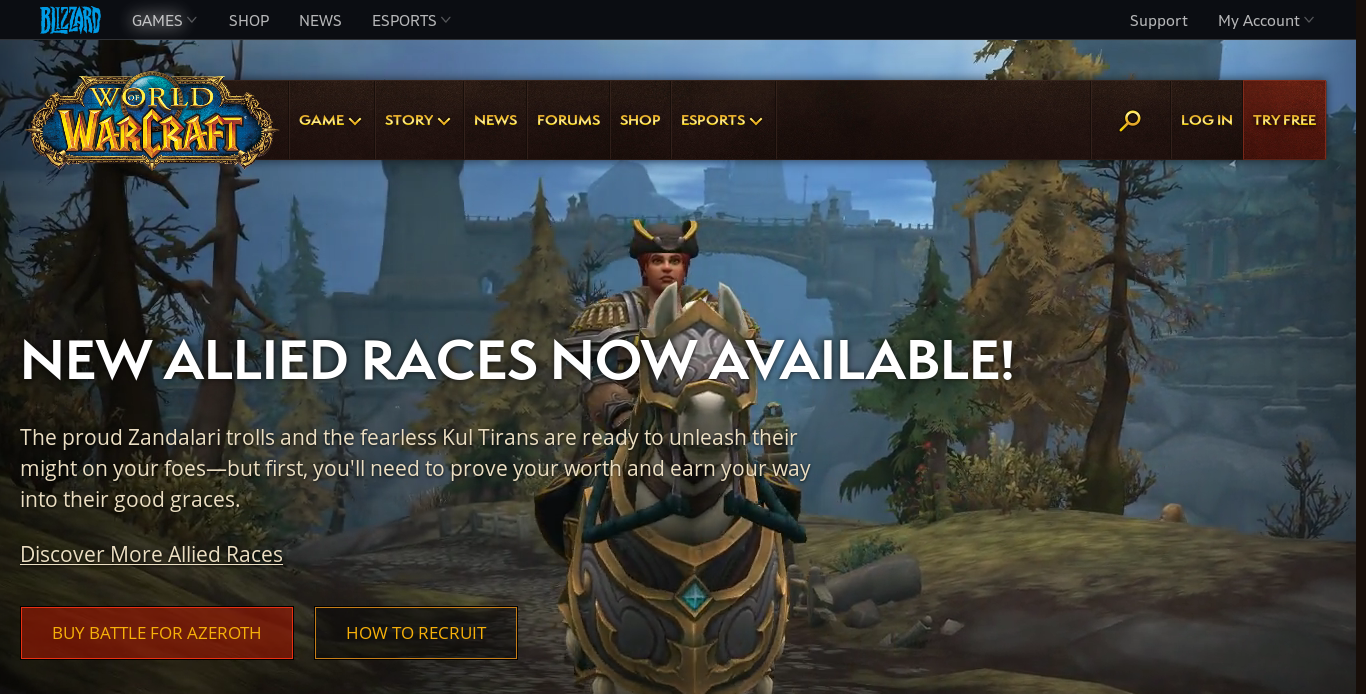 BLIZZARD
GAMES SHOP NEWS ESPORTS Support My Account
WORLD OF WARCRAFT
GAME STORY NEWS FORUMS SHOP ESPORTS LOG IN TRY FREE
NEW ALLIED RACES NOW AVAILABLE!
The proud Zandalari trolls and the fearless Kul Tirans are ready to unleash their
might on your foes—but first, you'll need to prove your worth and earn your way
into their good graces.
Discover More Allied Races
BUY BATTLE FOR AZEROTH HOW TO RECRUIT